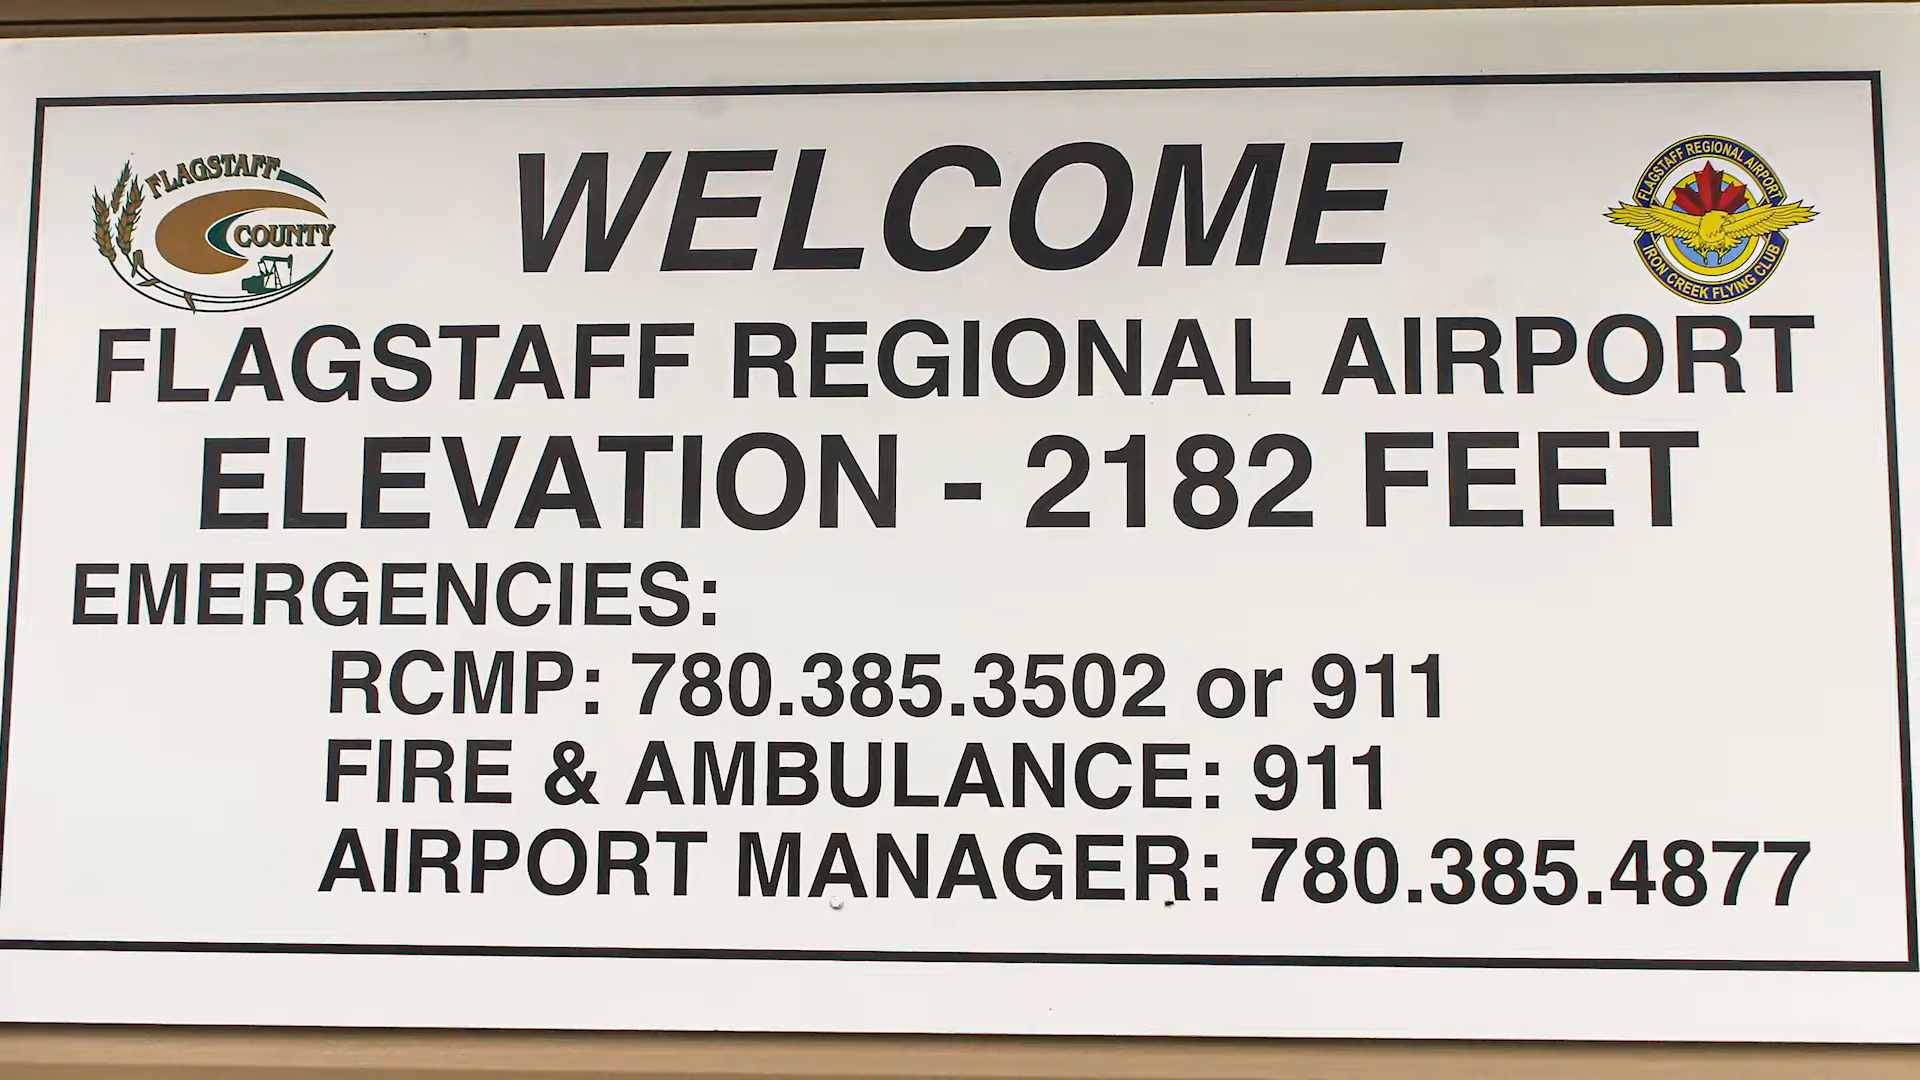 FLAGSTAFF
COUNTY
WELCOME
FLAGSTAFF REGIONAL AIRPORT
IRON CREEK FLYING CLUB
FLAGSTAFF REGIONAL AIRPORT
ELEVATION - 2182 FEET
EMERGENCIES:
RCMP: 780.385.3502 or 911
FIRE & AMBULANCE: 911
AIRPORT MANAGER: 780.385.4877